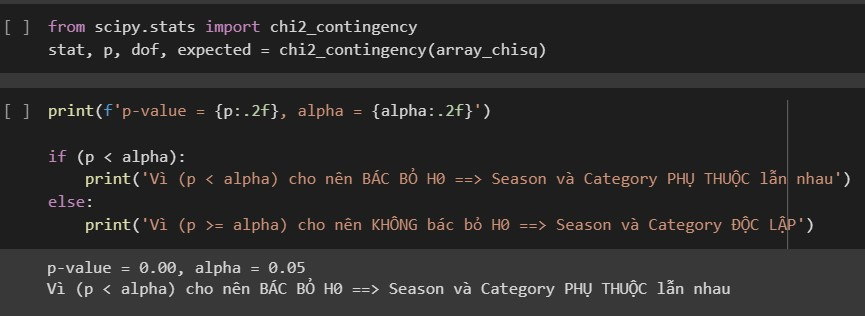 [ ] from scipy.stats import chi2_contingency
stat, p, dof, expected = chi2_contingency(array_chisq)
[ ] print(f'p-value = {p:.2f}, alpha = {alpha:.2f}')
if (p < alpha):
print('Vì (p < alpha) cho nên BÁC BỎ H0 ==> Season và Category PHỤ THUỘC lẫn nhau')
else:
print('Vì (p >= alpha) cho nên KHÔNG bác bỏ H0 ==> Season và Category ĐỘC LẬP')
p-value = 0.00, alpha = 0.05
Vì (p < alpha) cho nên BÁC BỎ H0 ==> Season và Category PHỤ THUỘC lẫn nhau